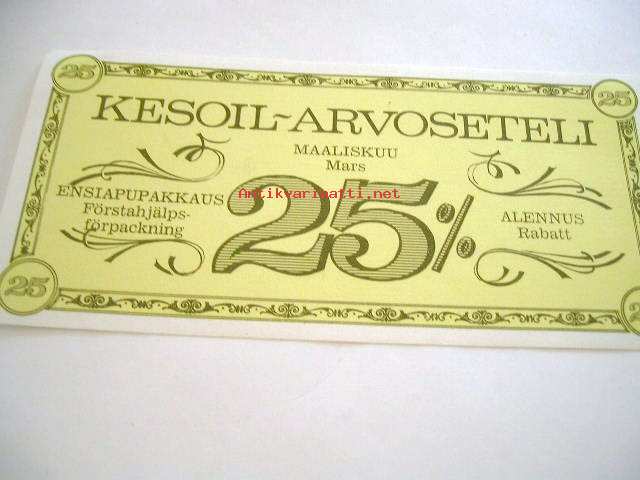 25
25
KESOIL-ARVOSETELI
MAALISKUU
Mars
ENSIAPUPAKKAUS
Förstahjälps-
förpackning
Antikvariaatti.net
25%
ALENNUS
Rabatt
25